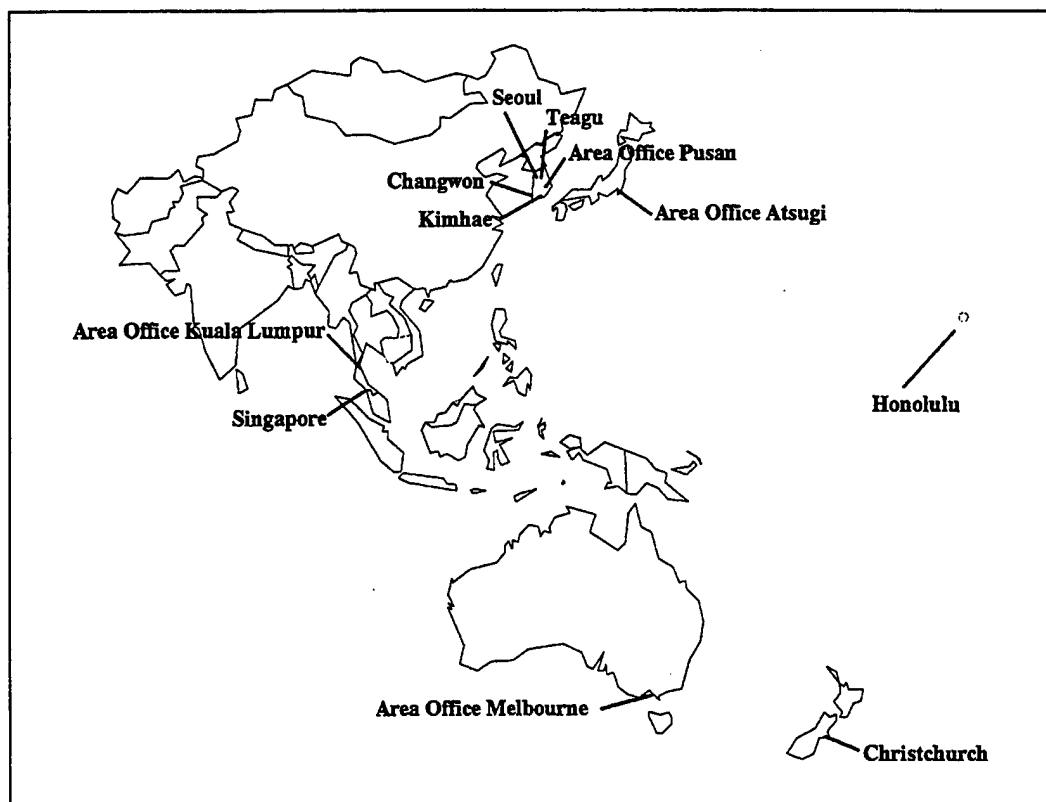 Seoul
Teagu
Area Office Pusan
Changwon
Kimhae
Area Office Atsugi
Area Office Kuala Lumpur
Honolulu
Singapore
Area Office Melbourne
Christchurch